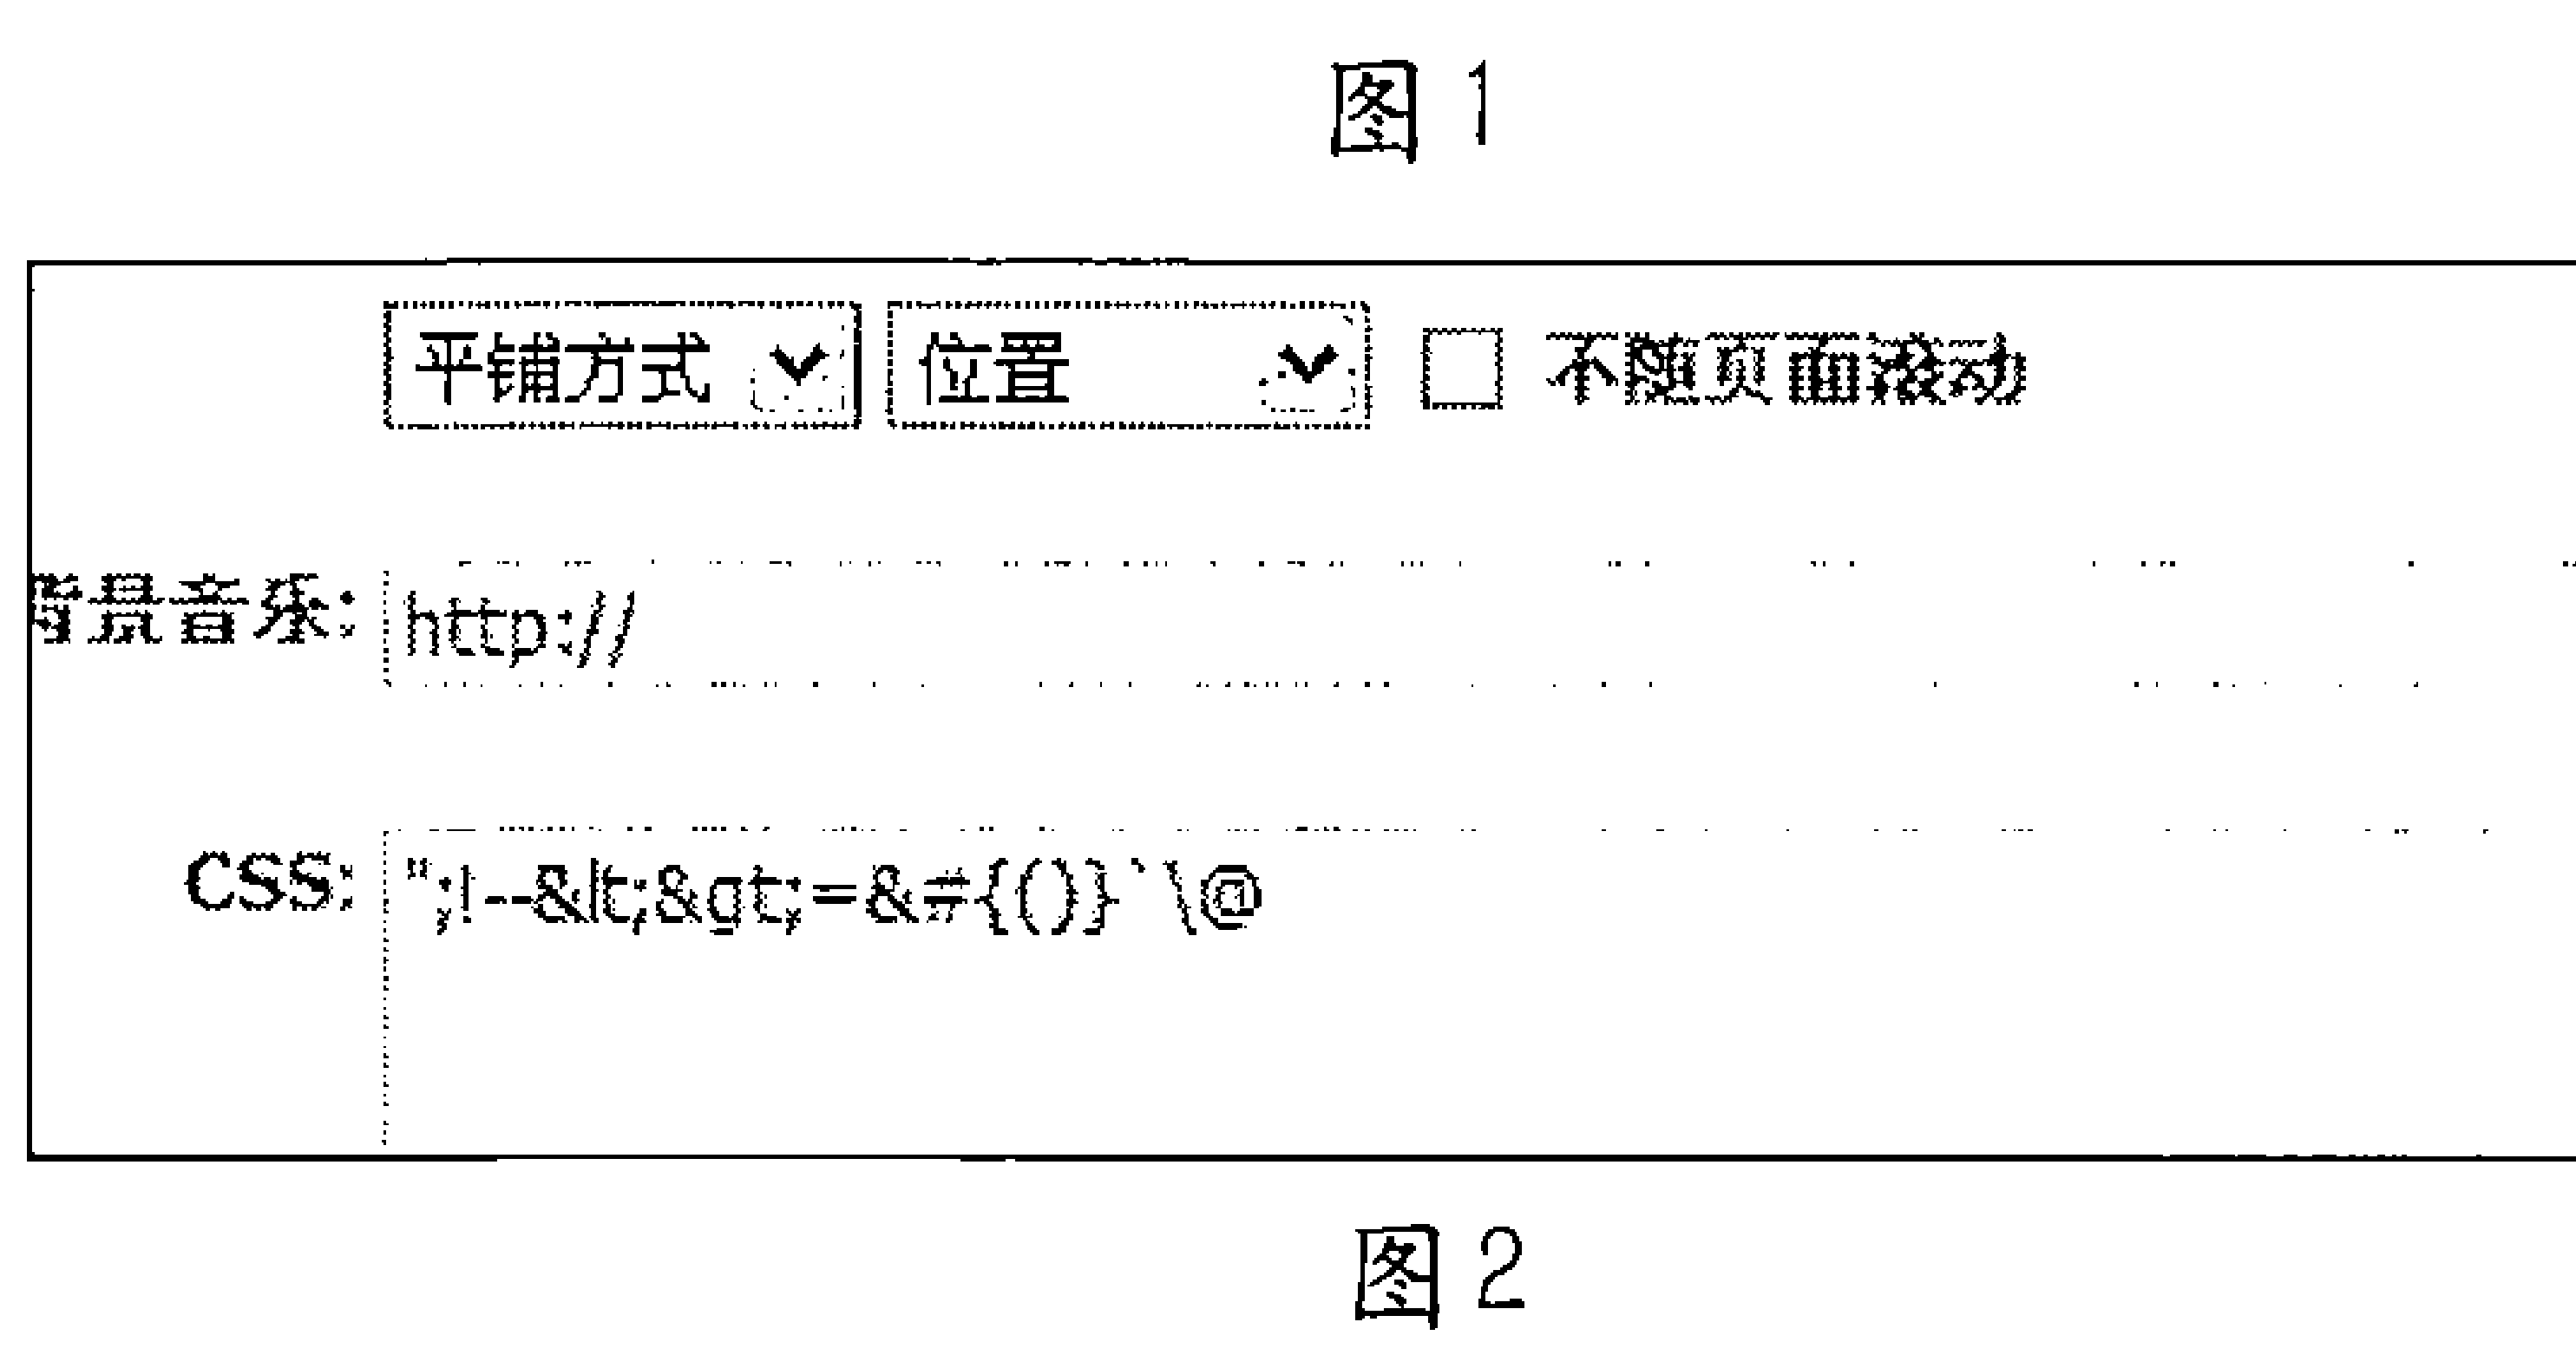 图 1
平铺方式 位置 不随页面滚动
背景音乐: http://
CSS: ";!--&lt;&gt;=&#{()}`\@
图 2